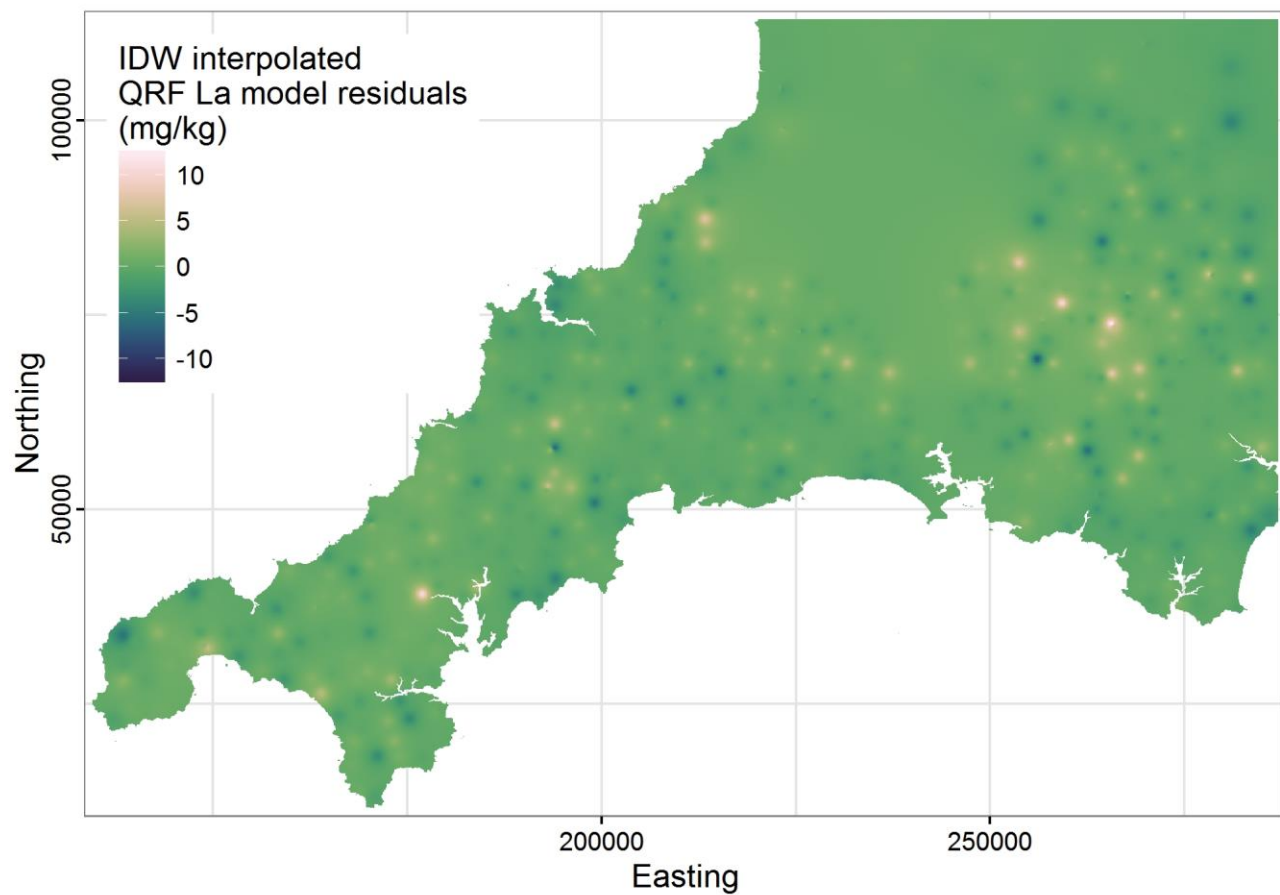 IDW interpolated
QRF La model residuals
(mg/kg)
10
5
0
-5
-10
100000
50000
Northing
200000
250000
Easting